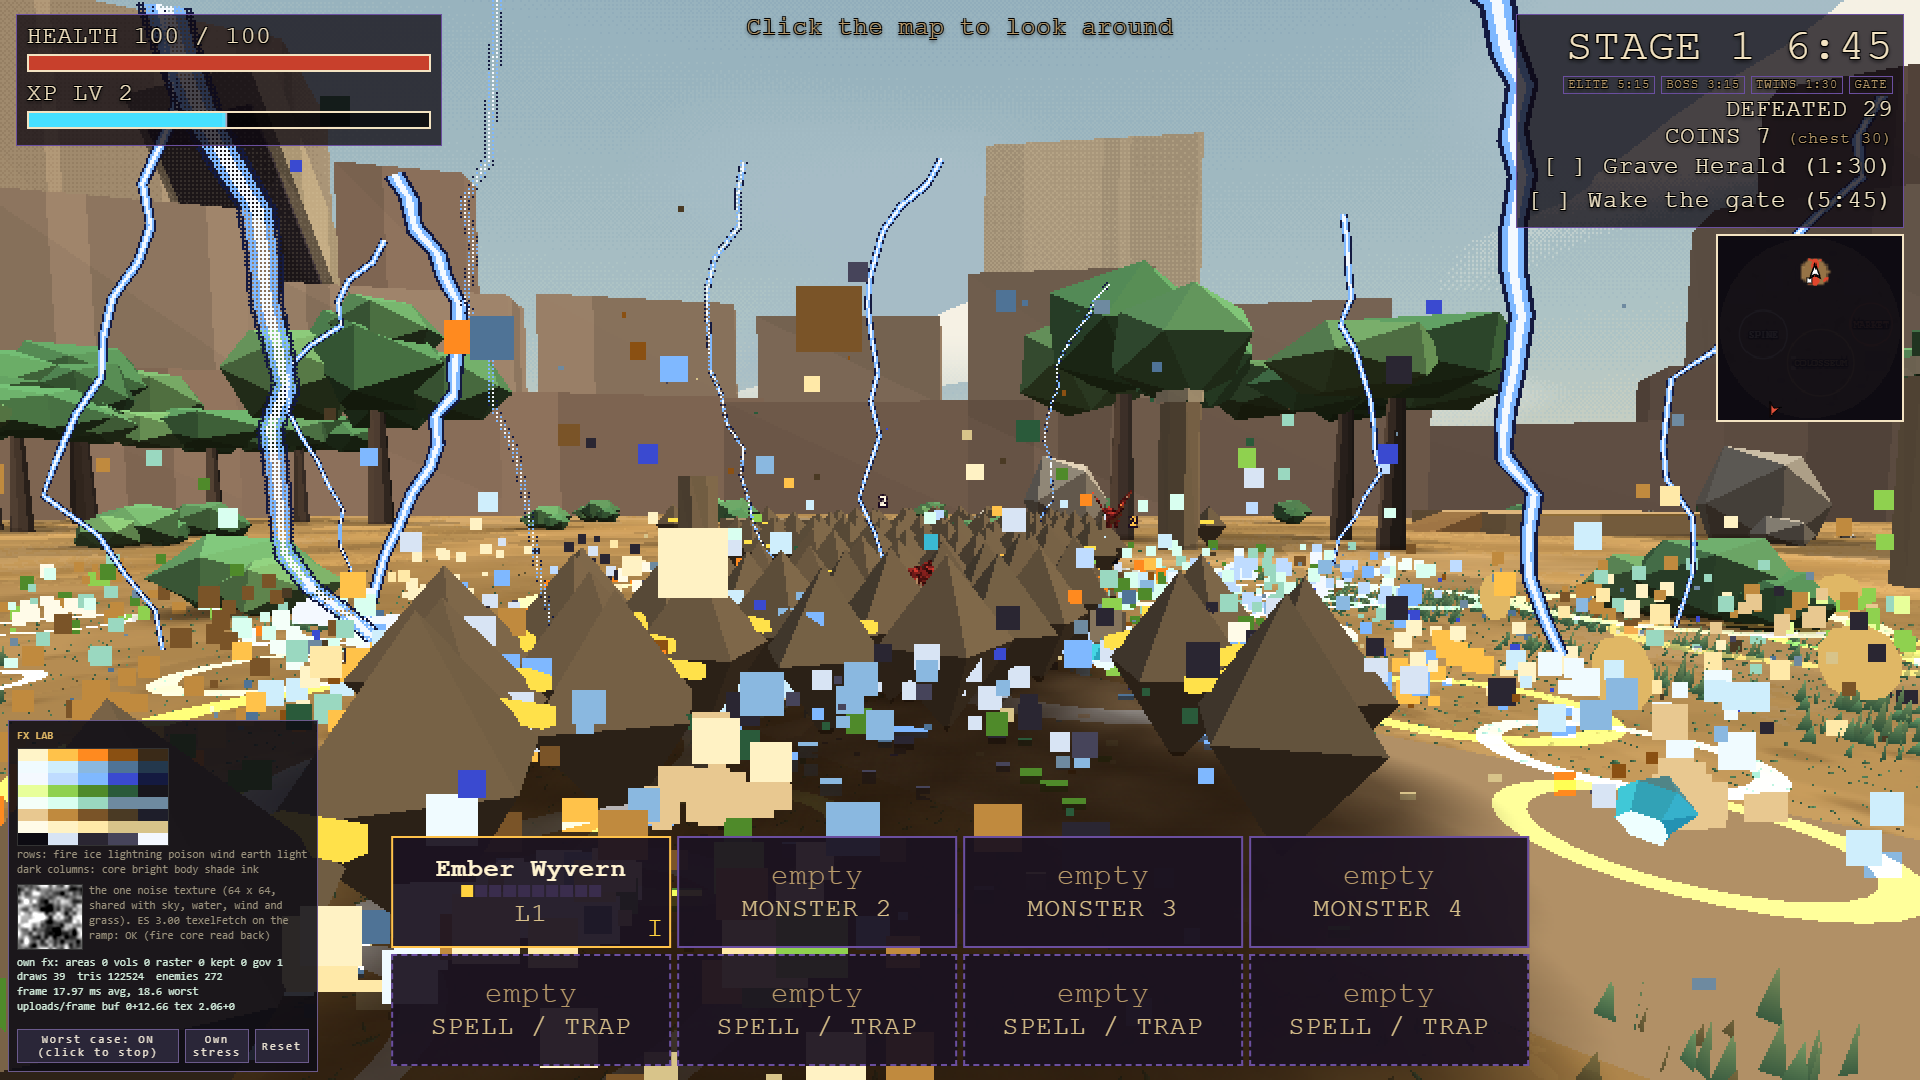 HEALTH 100 / 100
XP LV 2
Click the map to look around
STAGE 1 6:45
ELITE 5:15 BOSS 3:15 TWINS 1:30 GATE
DEFEATED 29
COINS 7 (chest 30)
[ ] Grave Herald (1:30)
[ ] Wake the gate (5:45)
2
2
FX LAB
rows: fire ice lightning poison wind earth light
dark columns: core bright body shade ink
the one noise texture (64 x 64,
shared with sky, water, wind and
grass). ES 3.00 texelFetch on the
ramp: OK (fire core read back)
own fx: areas 0 vols 0 raster 0 kept 0 gov 1
draws 39 tris 122524 enemies 272
frame 17.97 ms avg, 18.6 worst
uploads/frame buf 0+12.66 tex 2.06+0
Worst case: ON
(click to stop)
Own
stress
Reset
Ember Wyvern
L1
I
empty
MONSTER 2
empty
MONSTER 3
empty
MONSTER 4
empty
SPELL / TRAP
empty
SPELL / TRAP
empty
SPELL / TRAP
empty
SPELL / TRAP